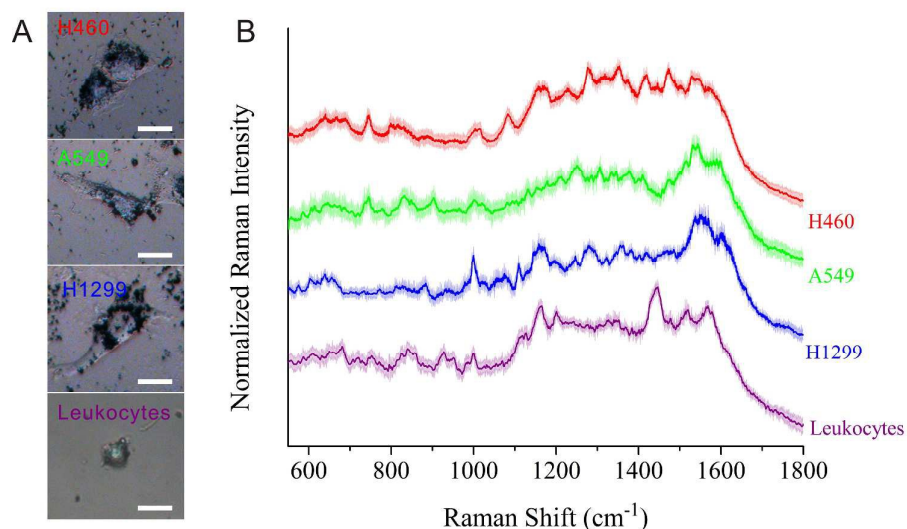 A
H460
A549
H1299
Leukocytes
B
Normalized Raman Intensity
H460
A549
H1299
Leukocytes
600 800 1000 1200 1400 1600 1800
Raman Shift (cm-1)